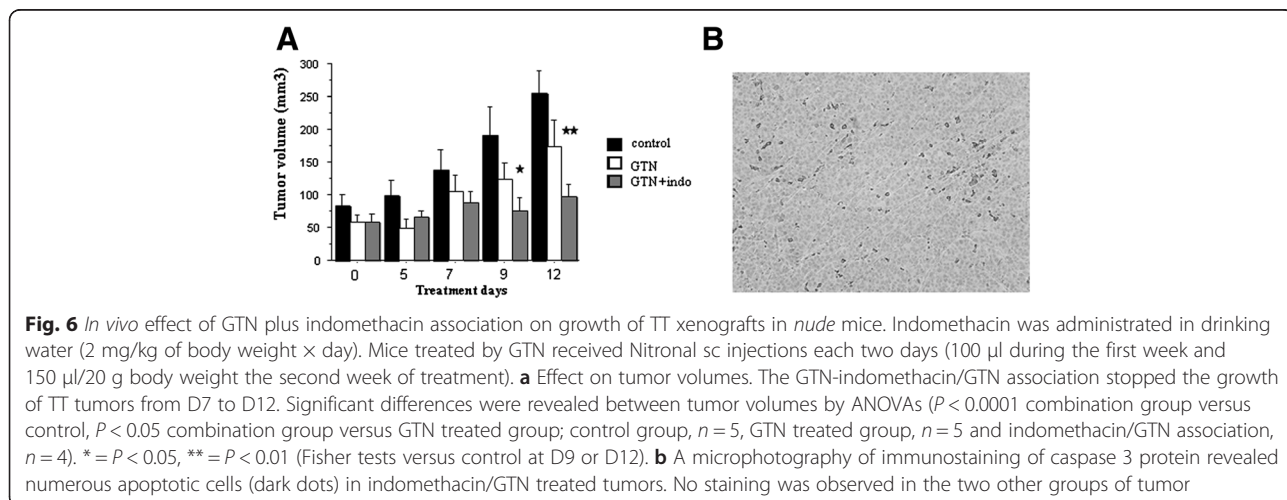 A
B
Tumor volume (mm3)
300
250
200
150
100
50
0
★
★★
control
GTN
GTN+indo
0 5 7 9 12
Treatment days
Fig. 6 In vivo effect of GTN plus indomethacin association on growth of TT xenografts in nude mice. Indomethacin was administrated in drinking
water (2 mg/kg of body weight × day). Mice treated by GTN received Nitronal sc injections each two days (100 μl during the first week and
150 μl/20 g body weight the second week of treatment). a Effect on tumor volumes. The GTN-indomethacin/GTN association stopped the growth
of TT tumors from D7 to D12. Significant differences were revealed between tumor volumes by ANOVAs (P < 0.0001 combination group versus
control, P < 0.05 combination group versus GTN treated group; control group, n = 5, GTN treated group, n = 5 and indomethacin/GTN association,
n = 4). * = P < 0.05, ** = P < 0.01 (Fisher tests versus control at D9 or D12). b A microphotography of immunostaining of caspase 3 protein revealed
numerous apoptotic cells (dark dots) in indomethacin/GTN treated tumors. No staining was observed in the two other groups of tumor